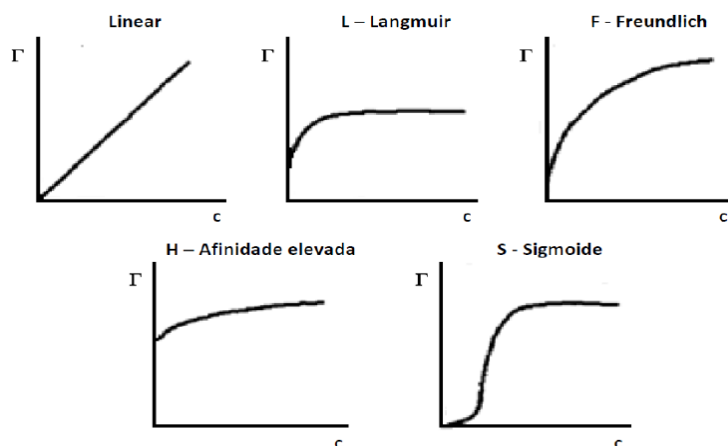 Linear
L – Langmuir
F - Freundlich
Γ
Γ
Γ
c
c
c
H – Afinidade elevada
S - Sigmoide
Γ
Γ
c
c